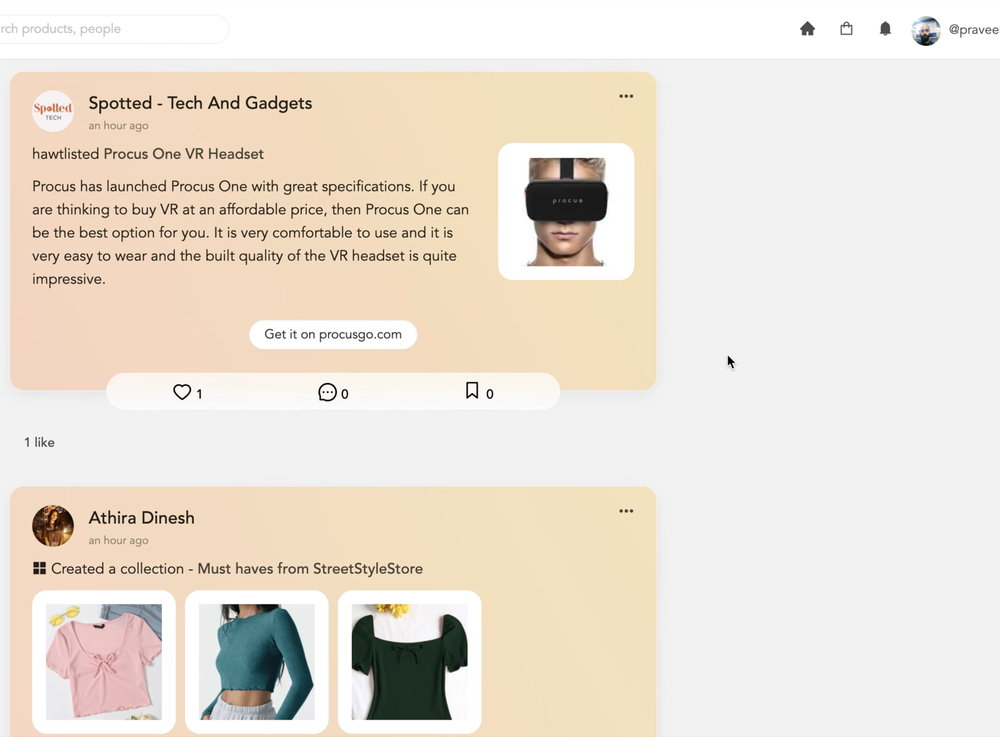 rch products, people
@pravee
Spotted
TECH
Spotted - Tech And Gadgets
an hour ago
hawtlisted Procus One VR Headset
Procus has launched Procus One with great specifications. If you
are thinking to buy VR at an affordable price, then Procus One can
be the best option for you. It is very comfortable to use and it is
very easy to wear and the built quality of the VR headset is quite
impressive.
procus
Get it on procusgo.com
1
0
0
1 like
Athira Dinesh
an hour ago
Created a collection - Must haves from StreetStyleStore